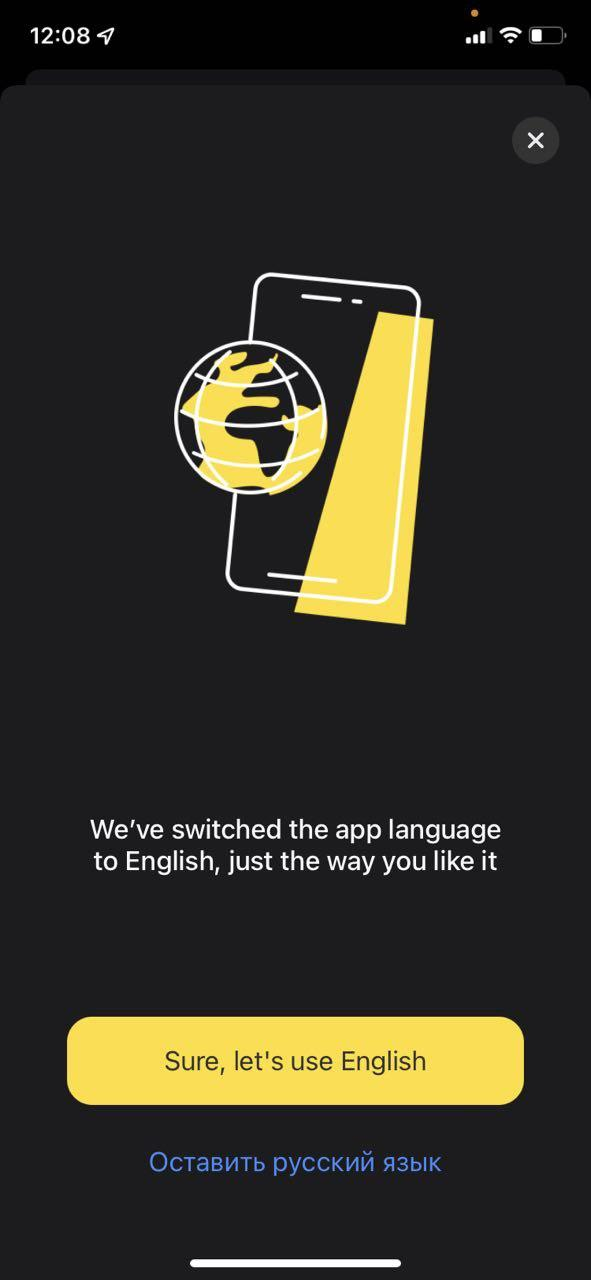 12:08
We've switched the app language
to English, just the way you like it
Sure, let's use English
Оставить русский язык